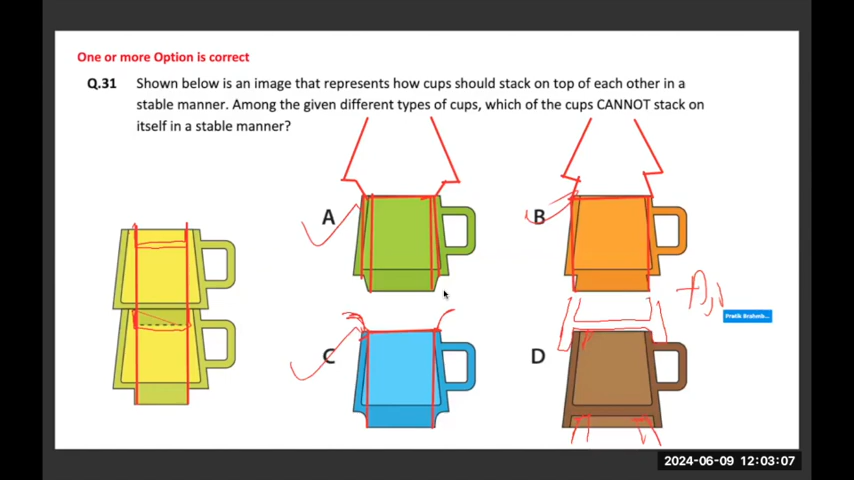 One or more Option is correct
Q.31 Shown below is an image that represents how cups should stack on top of each other in a
stable manner. Among the given different types of cups, which of the cups CANNOT stack on
itself in a stable manner?
A
B
C
D
Pratik Brahmb...
2024-06-09 12:03:07